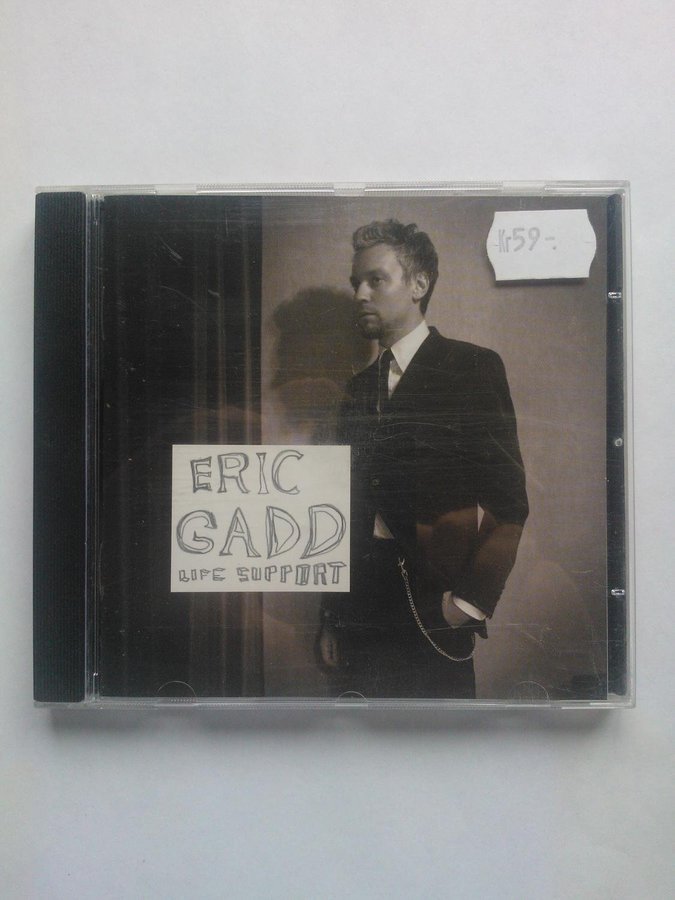 Kr59-.
ERIC
GADD
LIFE SUPPORT